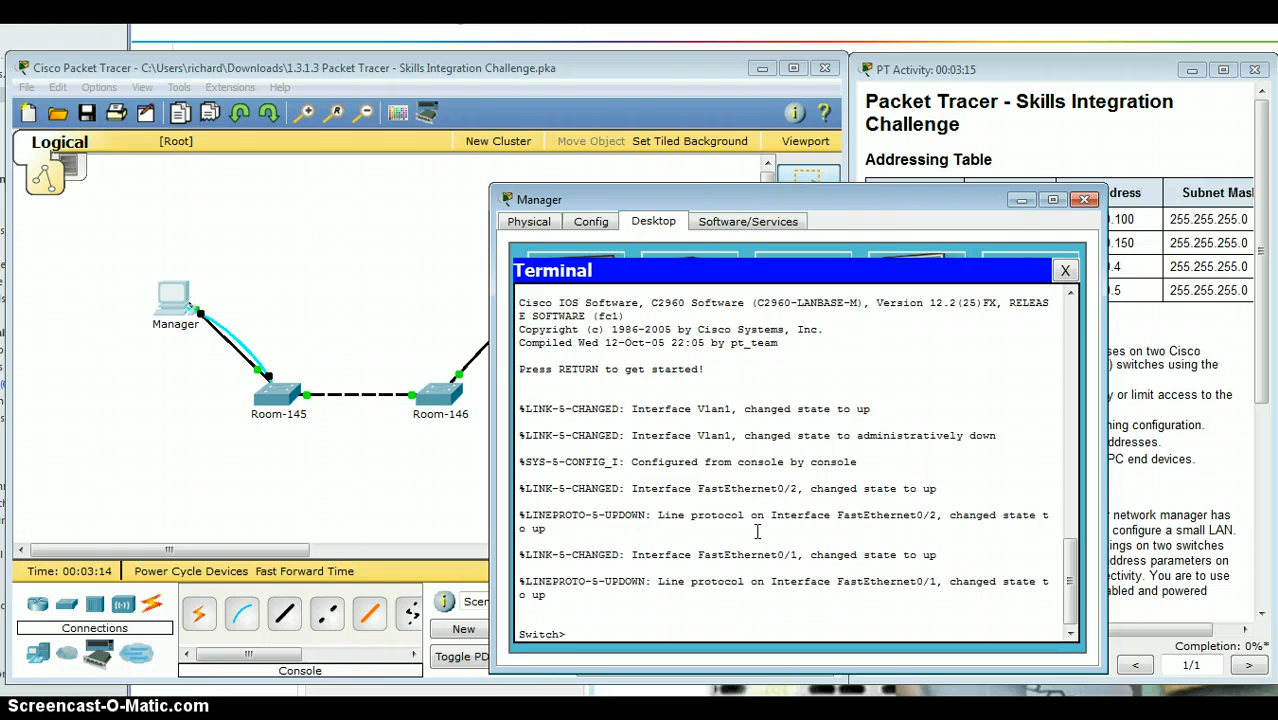 Cisco Packet Tracer - C:\Users\richard\Downloads\1.3.1.3 Packet Tracer - Skills Integration Challenge.pka
File Edit Options View Tools Extensions Help
Logical
[Root]
New Cluster
Move Object
Set Tiled Background
Viewport
Manager
Room-145
Room-146
Time: 00:03:14
Power Cycle Devices Fast Forward Time
Connections
Console
Scen
New
Toggle PD
Manager
Physical
Config
Desktop
Software/Services
Terminal
X
Cisco IOS Software, C2960 Software (C2960-LANBASE-M), Version 12.2(25)FX, RELEAS
E SOFTWARE (fc1)
Copyright (c) 1986-2005 by Cisco Systems, Inc.
Compiled Wed 12-Oct-05 22:05 by pt_team
Press RETURN to get started!
%LINK-5-CHANGED: Interface Vlan1, changed state to up
%LINK-5-CHANGED: Interface Vlan1, changed state to administratively down
%SYS-5-CONFIG_I: Configured from console by console
%LINK-5-CHANGED: Interface FastEthernet0/2, changed state to up
%LINEPROTO-5-UPDOWN: Line protocol on Interface FastEthernet0/2, changed state t
o up
%LINK-5-CHANGED: Interface FastEthernet0/1, changed state to up
%LINEPROTO-5-UPDOWN: Line protocol on Interface FastEthernet0/1, changed state t
o up
Switch>
PT Activity: 00:03:15
Packet Tracer - Skills Integration
Challenge
Addressing Table
dress
Subnet Mas
.100 255.255.255.0
.150 255.255.255.0
.4 255.255.255.0
.5 255.255.255.0
ses on two Cisco
) switches using the
y or limit access to the
ning configuration.
addresses.
PC end devices.
r network manager has
configure a small LAN.
ngs on two switches
address parameters on
ectivity. You are to use
abled and powered
Completion: 0%*
<
1/1
>
Screencast-O-Matic.com